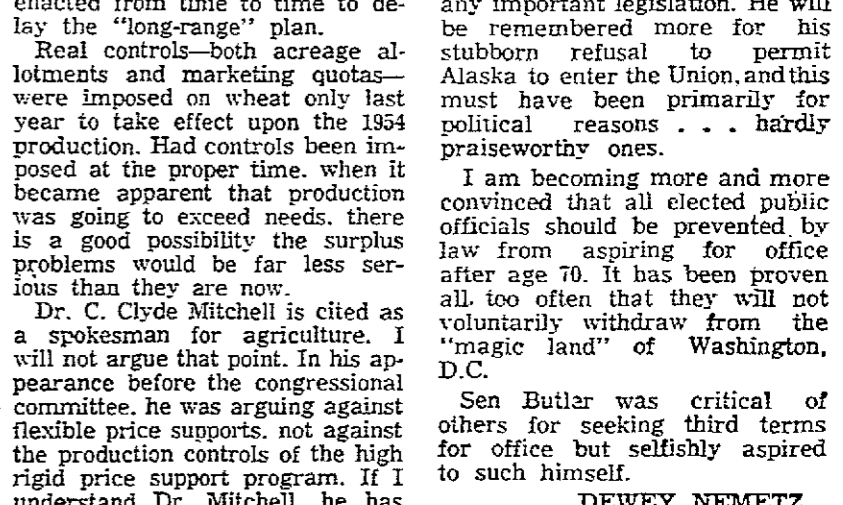 enacted from time to time to de-
lay the "long-range" plan.
Real controls—both acreage al-
lotments and marketing quotas—
were imposed on wheat only last
year to take effect upon the 1954
production. Had controls been im-
posed at the proper time. when it
became apparent that production
was going to exceed needs. there
is a good possibility the surplus
problems would be far less ser-
ious than they are now.
Dr. C. Clyde Mitchell is cited as
a spokesman for agriculture. I
will not argue that point. In his ap-
pearance before the congressional
committee. he was arguing against
flexible price supports. not against
the production controls of the high
rigid price support program. If I
understand Dr. Mitchell he has
any important legislation. He will
be remembered more for his
stubborn refusal to permit
Alaska to enter the Union, and this
must have been primarily for
political reasons . . . hardly
praiseworthy ones.
I am becoming more and more
convinced that all elected public
officials should be prevented by
law from aspiring for office
after age 70. It has been proven
all too often that they will not
voluntarily withdraw from the
"magic land" of Washington,
D.C.
Sen Butler was critical of
others for seeking third terms
for office but selfishly aspired
to such himself.
DEWEY NEMETZ